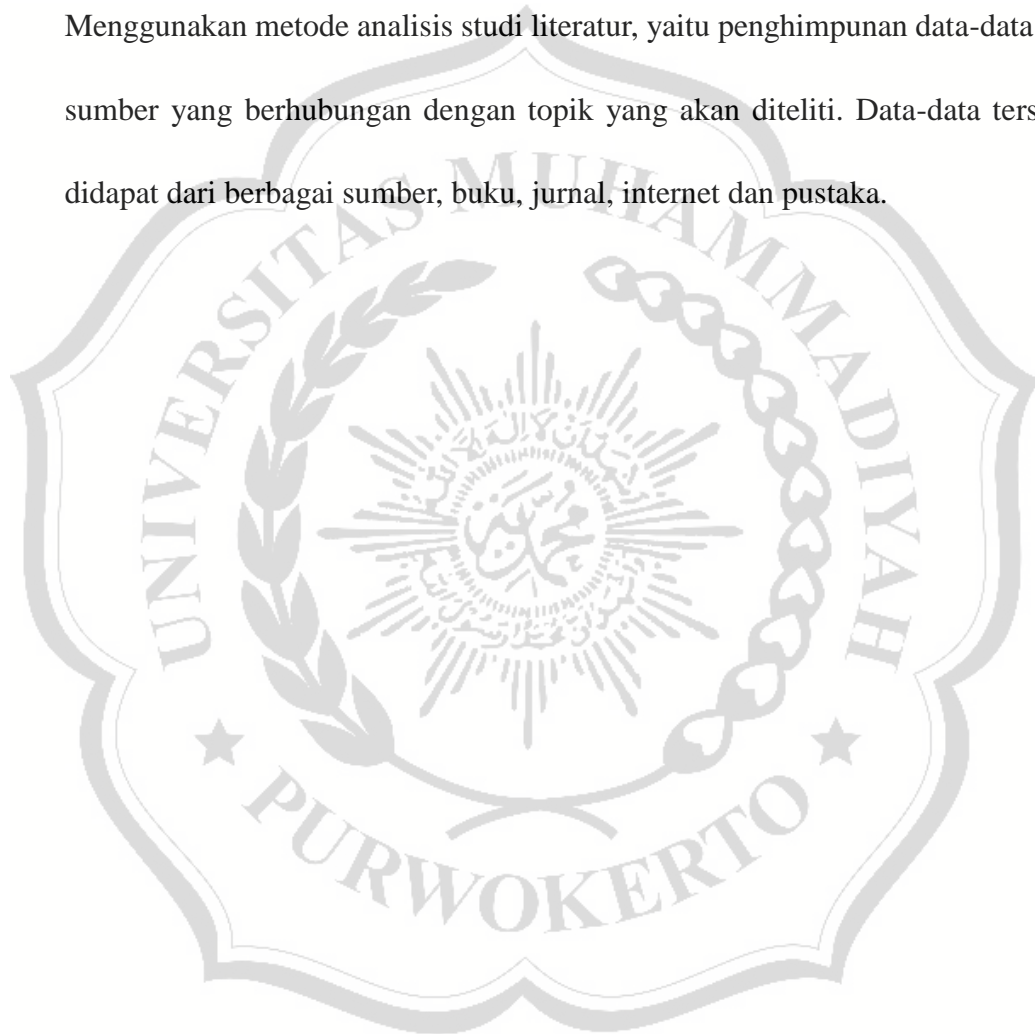 Menggunakan metode analisis studi literatur, yaitu penghimpunan data-data
sumber yang berhubungan dengan topik yang akan diteliti. Data-data ters
didapat dari berbagai sumber, buku, jurnal, internet dan pustaka.
UNIVERSITAS MUHAMMADIYAH
PURWOKERTO